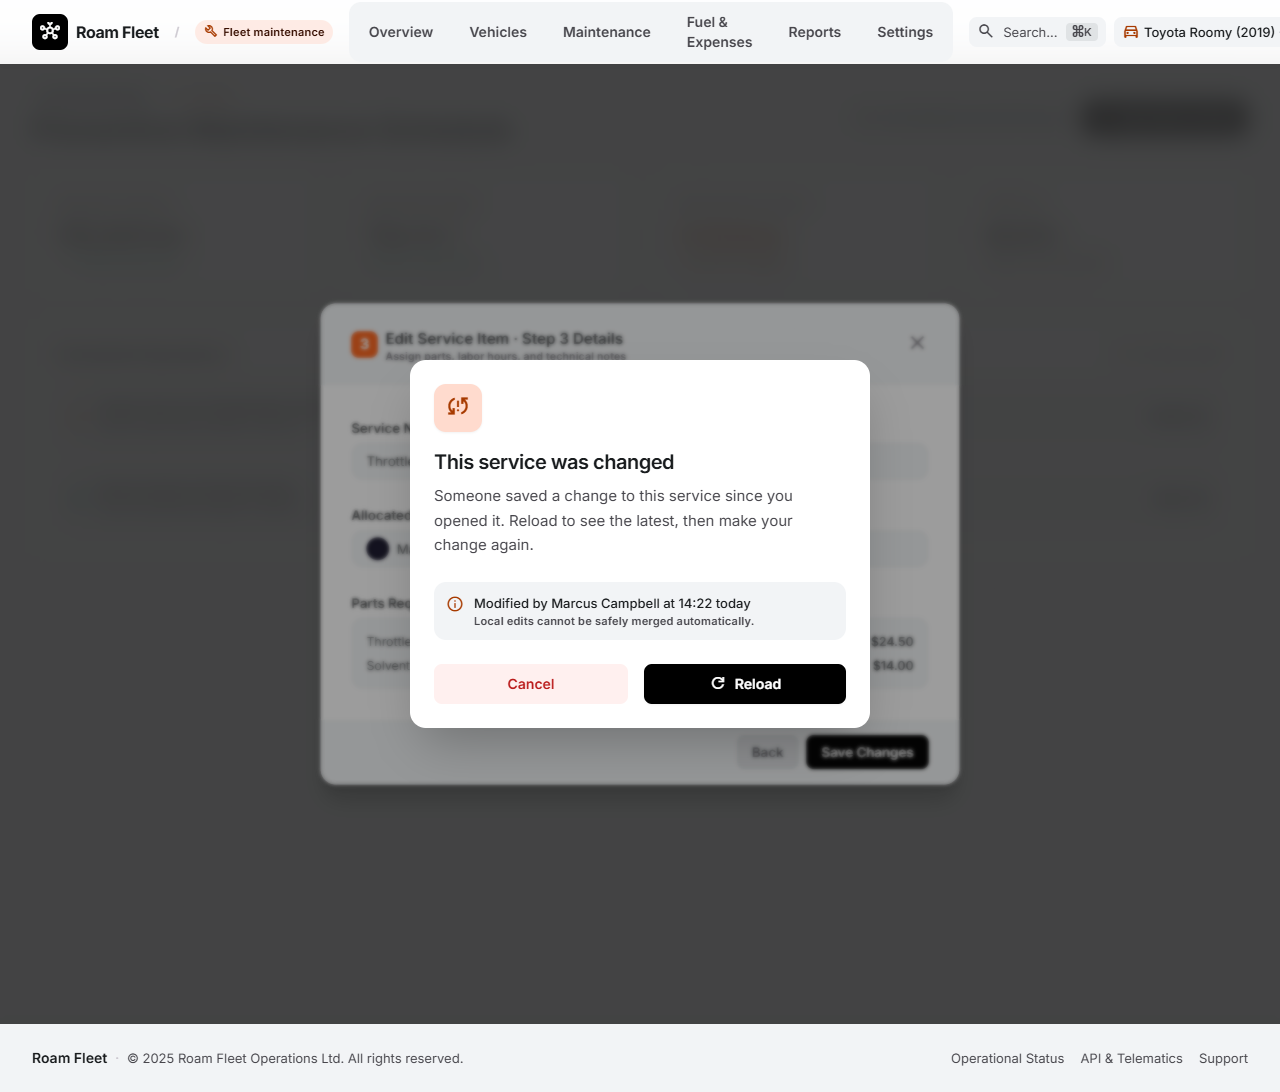 Roam Fleet / Fleet maintenance
Overview Vehicles Maintenance Fuel & Expenses Reports Settings
Search... ⌘K
Toyota Roomy (2019)
3 Edit Service Item · Step 3 Details
Assign parts, labor hours, and technical notes
This service was changed
Someone saved a change to this service since you
opened it. Reload to see the latest, then make your
change again.
Modified by Marcus Campbell at 14:22 today
Local edits cannot be safely merged automatically.
Cancel Reload
Service
Allocated
Parts
$24.50
Solvent $14.00
Back Save Changes
Roam Fleet · © 2025 Roam Fleet Operations Ltd. All rights reserved.
Operational Status API & Telematics Support